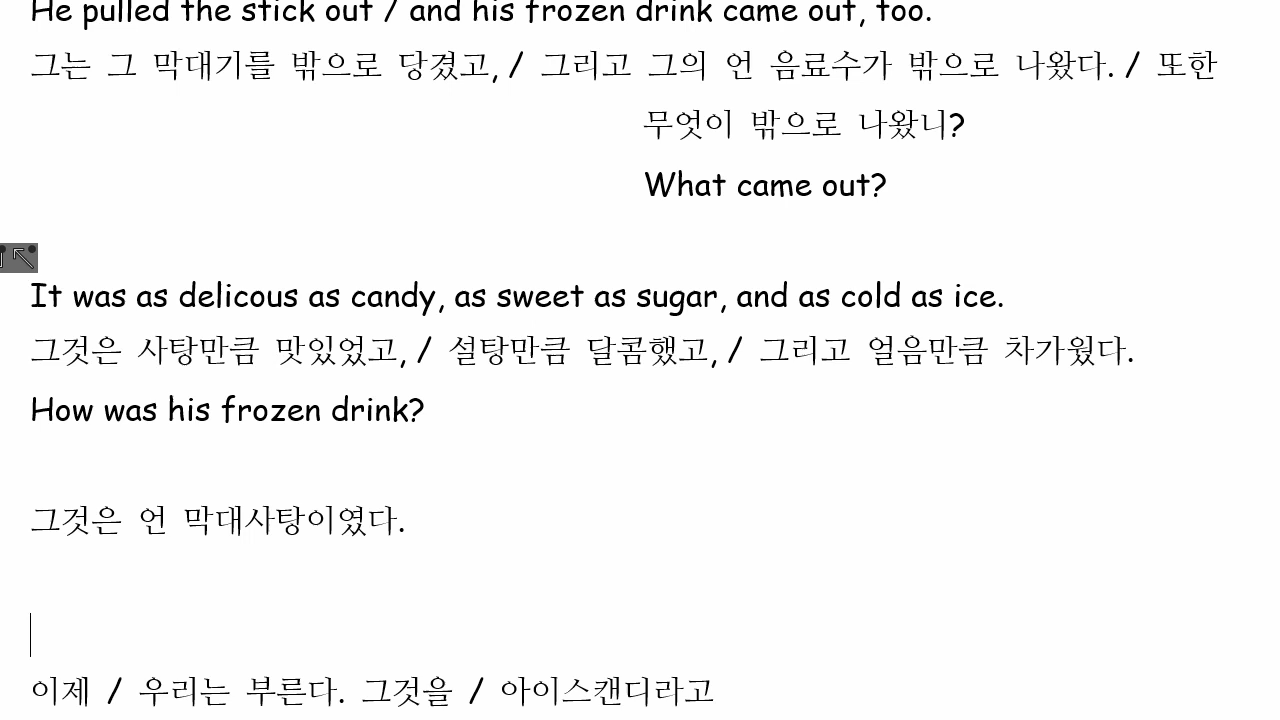 He pulled the stick out / and his frozen drink came out, too.
그는 그 막대기를 밖으로 당겼고, / 그리고 그의 언 음료수가 밖으로 나왔다. / 또한
무엇이 밖으로 나왔니?
What came out?
It was as delicous as candy, as sweet as sugar, and as cold as ice.
그것은 사탕만큼 맛있었고, / 설탕만큼 달콤했고, / 그리고 얼음만큼 차가웠다.
How was his frozen drink?
그것은 언 막대사탕이였다.
이제 / 우리는 부른다. 그것을 / 아이스캔디라고